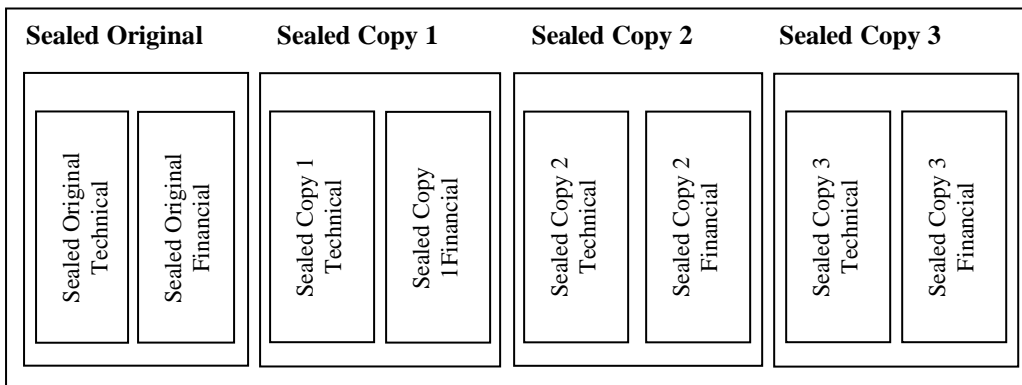 Sealed Original
Sealed Copy 1
Sealed Copy 2
Sealed Copy 3
Sealed Original
Technical
Sealed Original
Financial
Sealed Copy 1
Technical
Sealed Copy
1Financial
Sealed Copy 2
Technical
Sealed Copy 2
Financial
Sealed Copy 3
Technical
Sealed Copy 3
Financial